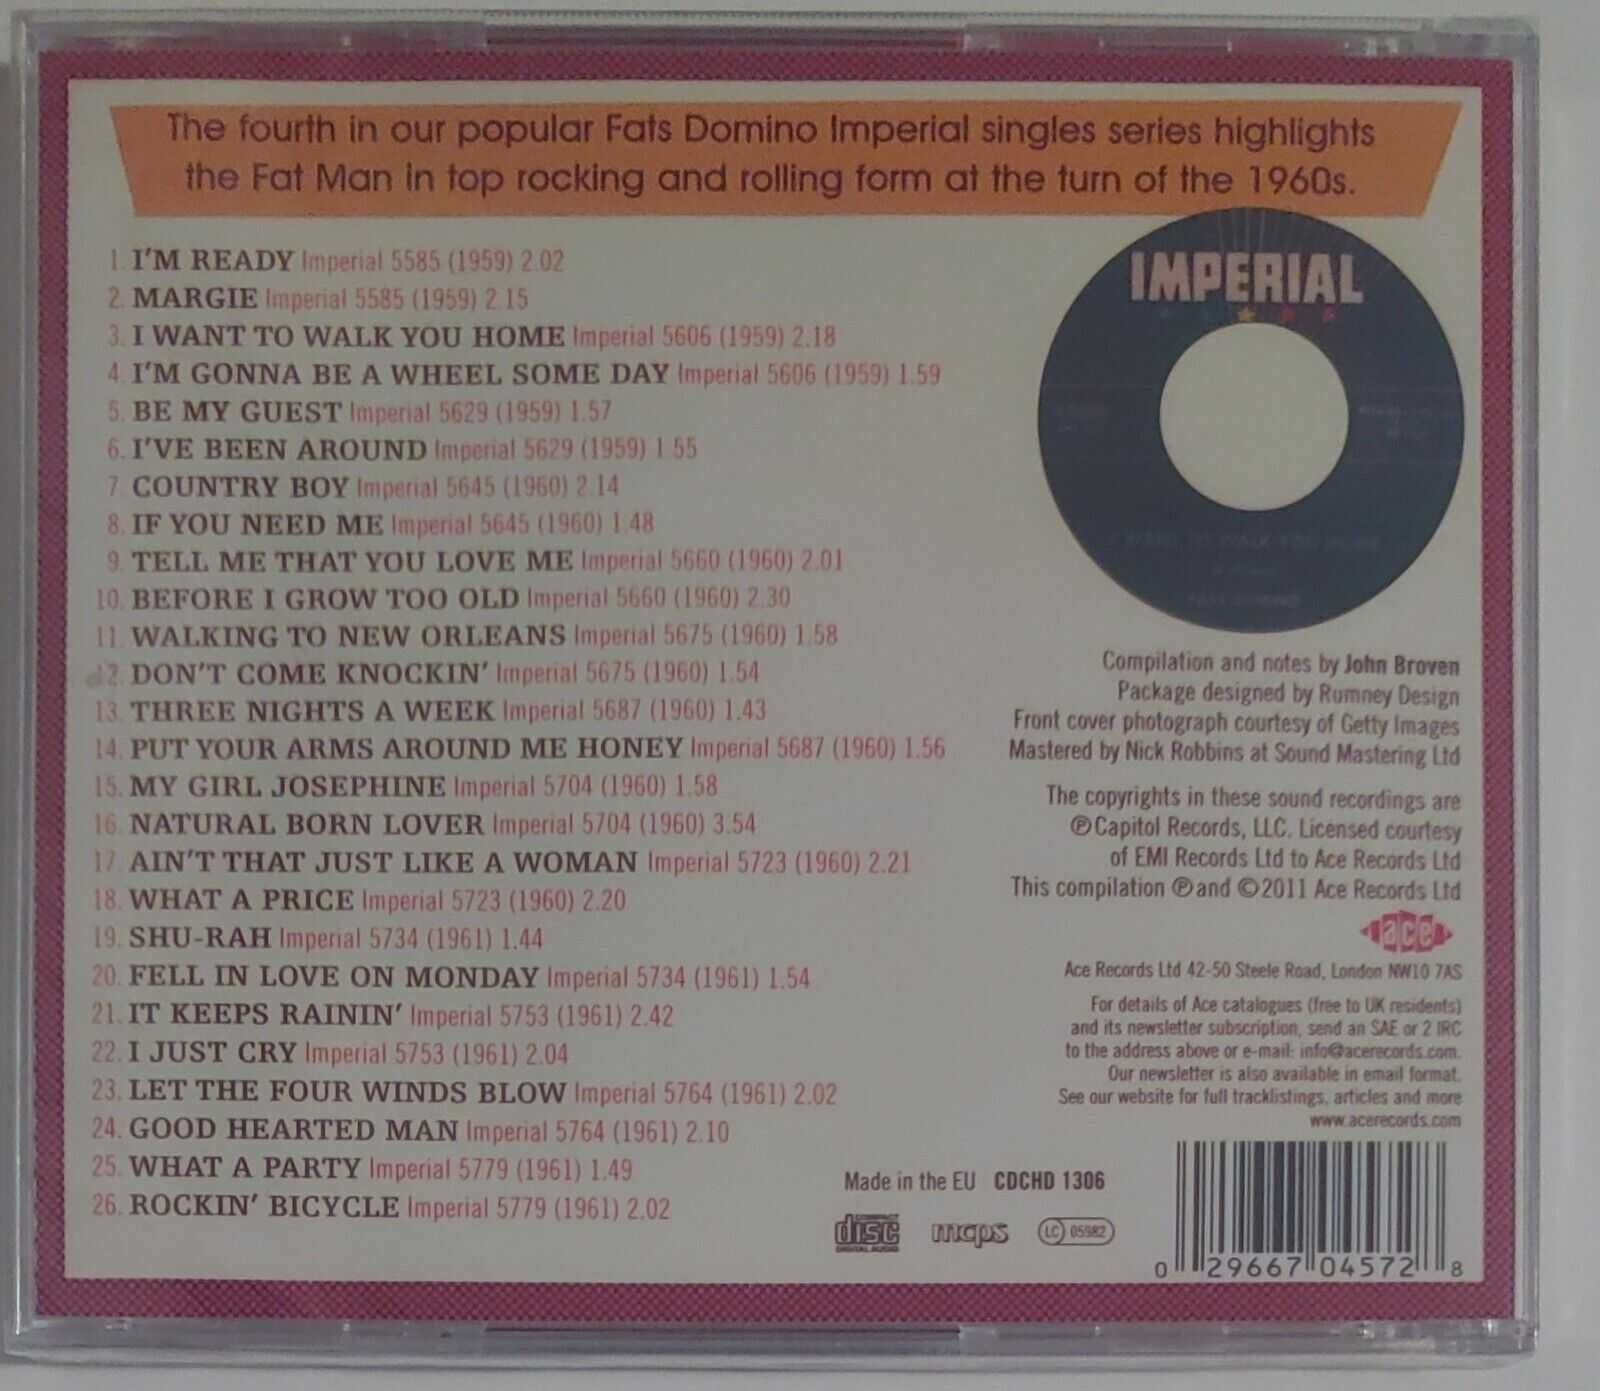 The fourth in our popular Fats Domino Imperial singles series highlights
the Fat Man in top rocking and rolling form at the turn of the 1960s.
1. I'M READY Imperial 5585 (1959) 2.02
2. MARGIE Imperial 5585 (1959) 2.15
3. I WANT TO WALK YOU HOME Imperial 5606 (1959) 2.18
4. I'M GONNA BE A WHEEL SOME DAY Imperial 5606 (1959) 1.59
5. BE MY GUEST Imperial 5629 (1959) 1.57
6. I'VE BEEN AROUND Imperial 5629 (1959) 1.55
7. COUNTRY BOY Imperial 5645 (1960) 2.14
8. IF YOU NEED ME Imperial 5645 (1960) 1.48
9. TELL ME THAT YOU LOVE ME Imperial 5660 (1960) 2.01
10. BEFORE I GROW TOO OLD Imperial 5660 (1960) 2.30
11. WALKING TO NEW ORLEANS Imperial 5675 (1960) 1.58
12. DON'T COME KNOCKIN' Imperial 5675 (1960) 1.54
13. THREE NIGHTS A WEEK Imperial 5687 (1960) 1.43
14. PUT YOUR ARMS AROUND ME HONEY Imperial 5687 (1960) 1.56
15. MY GIRL JOSEPHINE Imperial 5704 (1960) 1.58
16. NATURAL BORN LOVER Imperial 5704 (1960) 3.54
17. AIN'T THAT JUST LIKE A WOMAN Imperial 5723 (1960) 2.21
18. WHAT A PRICE Imperial 5723 (1960) 2.20
19. SHU-RAH Imperial 5734 (1961) 1.44
20. FELL IN LOVE ON MONDAY Imperial 5734 (1961) 1.54
21. IT KEEPS RAININ' Imperial 5753 (1961) 2.42
22. I JUST CRY Imperial 5753 (1961) 2.04
23. LET THE FOUR WINDS BLOW Imperial 5764 (1961) 2.02
24. GOOD HEARTED MAN Imperial 5764 (1961) 2.10
25. WHAT A PARTY Imperial 5779 (1961) 1.49
26. ROCKIN' BICYCLE Imperial 5779 (1961) 2.02
IMPERIAL
I WANT TO WALK YOU HOME
FATS DOMINO
Compilation and notes by John Broven
Package designed by Rumney Design
Front cover photograph courtesy of Getty Images
Mastered by Nick Robbins at Sound Mastering Ltd
The copyrights in these sound recordings are
℗Capitol Records, LLC. Licensed courtesy
of EMI Records Ltd to Ace Records Ltd
This compilation ℗and ©2011 Ace Records Ltd
ace
Ace Records Ltd 42-50 Steele Road, London NW10 7AS
For details of Ace catalogues (free to UK residents)
and its newsletter subscription, send an SAE or 2 IRC
to the address above or e-mail: info@acerecords.com.
Our newsletter is also available in email format.
See our website for full tracklistings, articles and more
www.acerecords.com
Made in the EU CDCHD 1306
COMPACT disc DIGITAL AUDIO
mcps
LC 05982
0 29667 04572 8